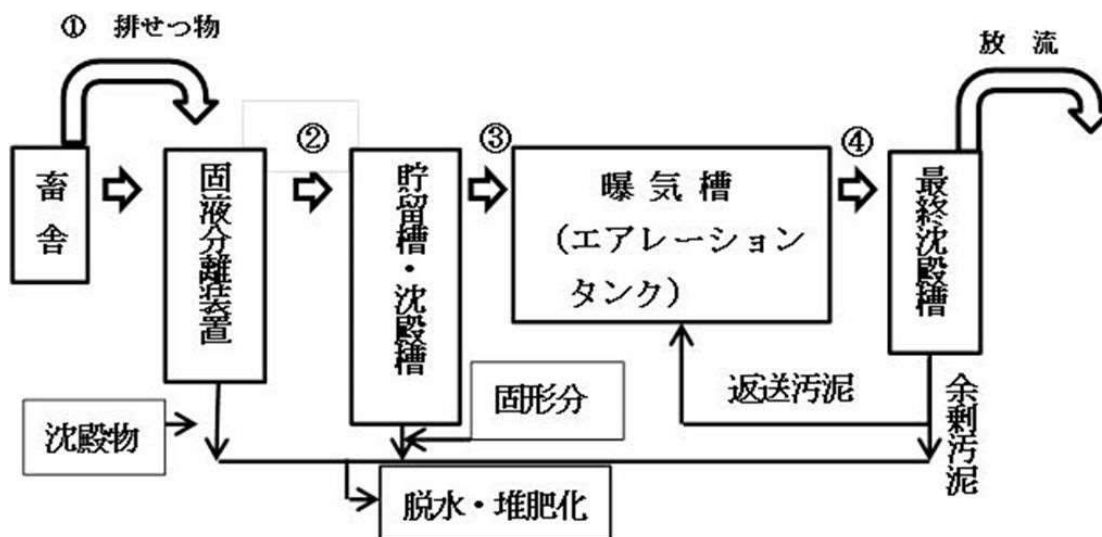 ① 排せつ物
放 流
②
③
④
畜舎
固液分離装置
貯留槽・沈殿槽
曝 気 槽
（エアレーション
タンク）
最終沈殿槽
返送汚泥
余剰汚泥
固形分
沈殿物
脱水・堆肥化